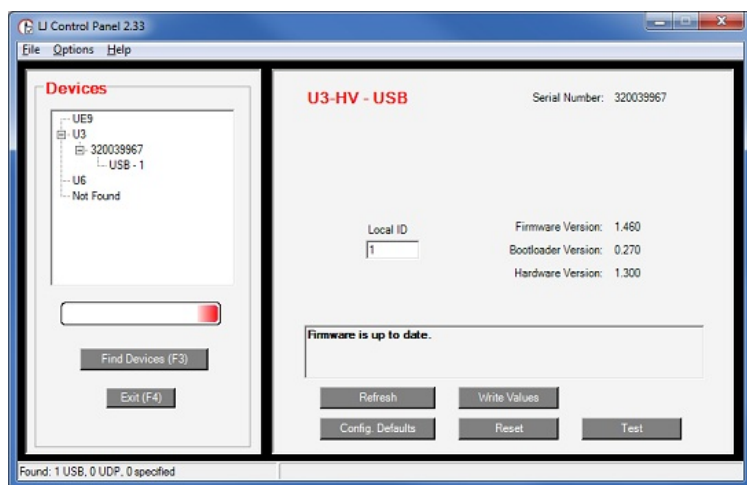 LJ Control Panel 2.33
File Options Help
Devices
UE9
U3
320039967
USB - 1
U6
Not Found
Find Devices (F3)
Exit (F4)
U3-HV - USB
Serial Number: 320039967
Local ID
1
Firmware Version: 1.460
Bootloader Version: 0.270
Hardware Version: 1.300
Firmware is up to date.
Refresh
Write Values
Config. Defaults
Reset
Test
Found: 1 USB, 0 UDP, 0 specified